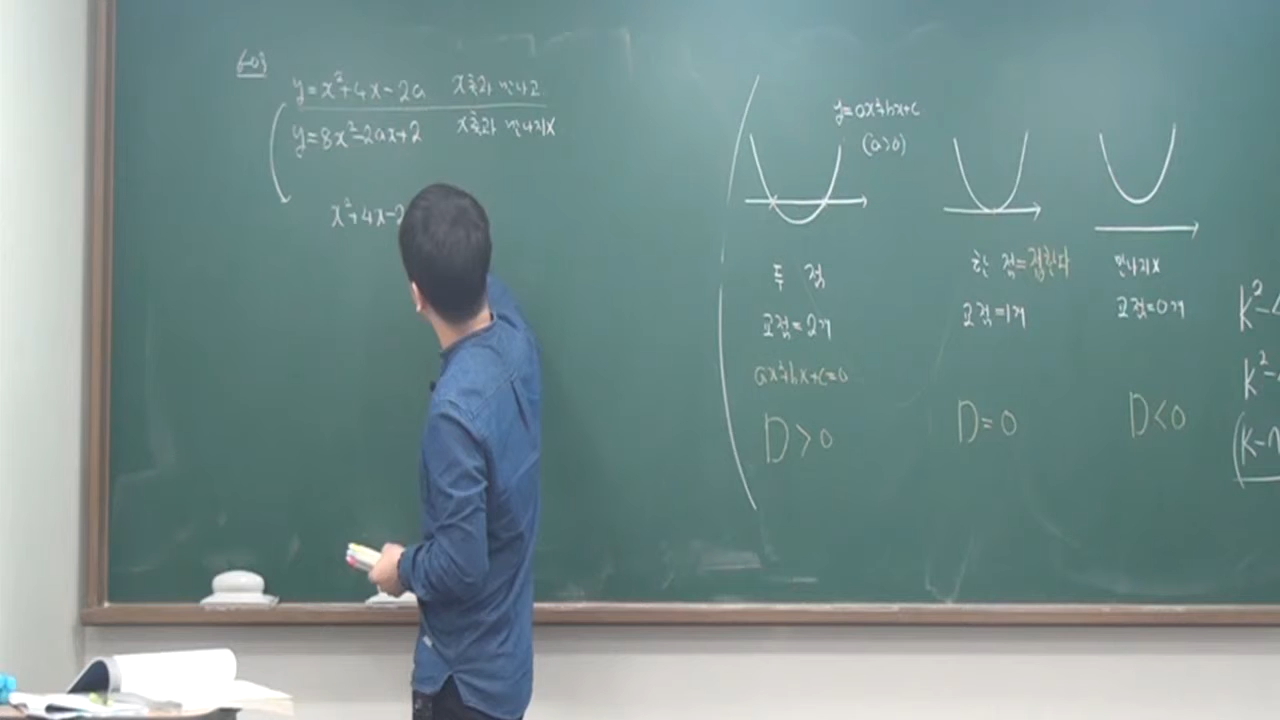 y=x²+4x-2a x축과 만나고
y=8x²-2ax+2 x축과 만나지x
x²+4x-2
y=ax²+bx+c
(a>0)
두 점
교점=2개
ax²+bx+c=0
D>0
한 점=접한다
교점=1개
D=0
만나지x
교점=0개
D<0
K²-
K²-
(K-